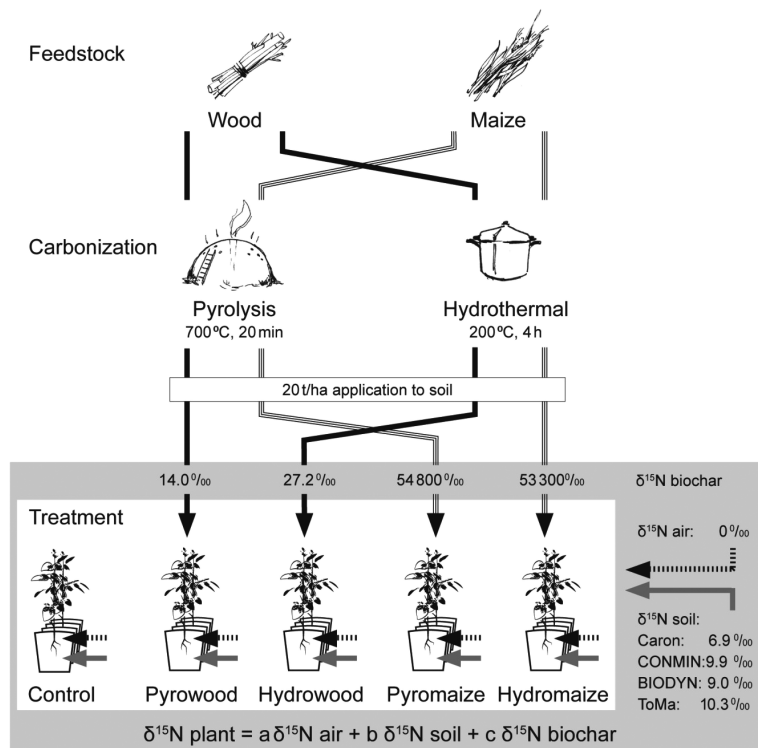 Feedstock
Wood Maize
Carbonization
Pyrolysis Hydrothermal
700ºC, 20 min 200ºC, 4 h
20 t/ha application to soil
14.0 ‰ 27.2 ‰ 54 800 ‰ 53 300 ‰ δ¹⁵N biochar
Treatment
δ¹⁵N air: 0 ‰
δ¹⁵N soil:
Caron: 6.9 ‰
CONMIN: 9.9 ‰
BIODYN: 9.0 ‰
ToMa: 10.3 ‰
Control Pyrowood Hydrowood Pyromaize Hydromaize
δ¹⁵N plant = a δ¹⁵N air + b δ¹⁵N soil + c δ¹⁵N biochar